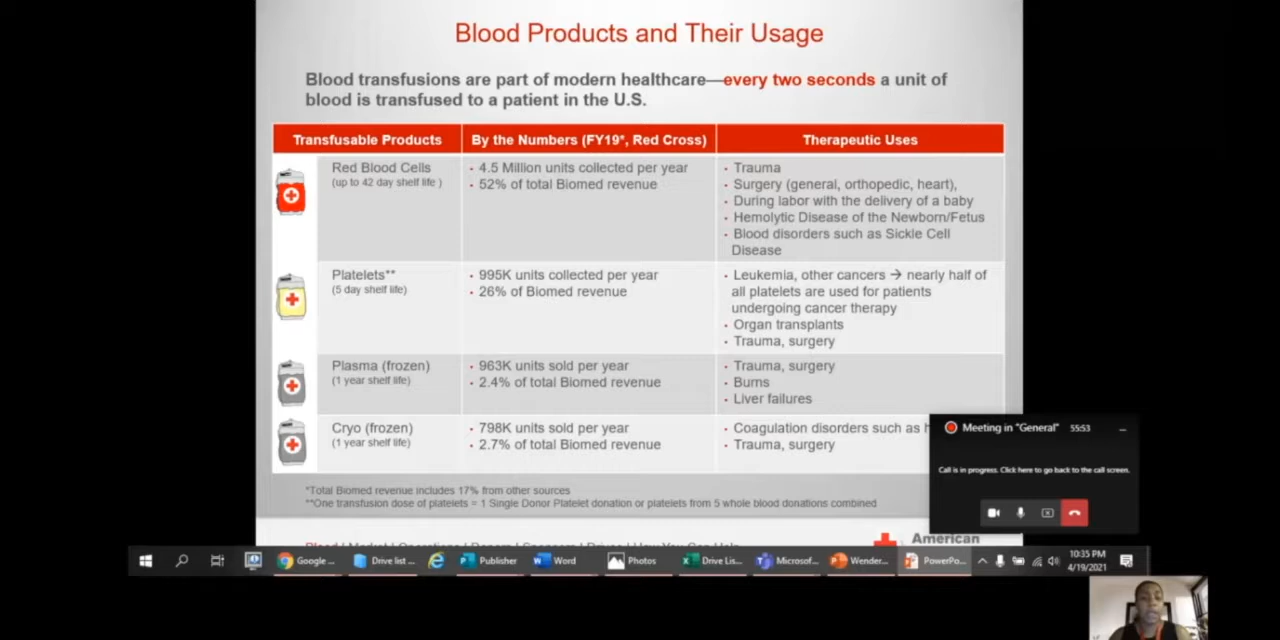 Blood Products and Their Usage
Blood transfusions are part of modern healthcare—every two seconds a unit of
blood is transfused to a patient in the U.S.
Transfusable Products
By the Numbers (FY19*, Red Cross)
Therapeutic Uses
Red Blood Cells
(up to 42 day shelf life )
• 4.5 Million units collected per year
• 52% of total Biomed revenue
• Trauma
• Surgery (general, orthopedic, heart),
• During labor with the delivery of a baby
• Hemolytic Disease of the Newborn/Fetus
• Blood disorders such as Sickle Cell
Disease
Platelets**
(5 day shelf life)
• 995K units collected per year
• 26% of Biomed revenue
• Leukemia, other cancers → nearly half of
all platelets are used for patients
undergoing cancer therapy
• Organ transplants
• Trauma, surgery
Plasma (frozen)
(1 year shelf life)
• 963K units sold per year
• 2.4% of total Biomed revenue
• Trauma, surgery
• Burns
• Liver failures
Cryo (frozen)
(1 year shelf life)
• 798K units sold per year
• 2.7% of total Biomed revenue
• Coagulation disorders such as
• Trauma, surgery
*Total Biomed revenue includes 17% from other sources
**One transfusion dose of platelets = 1 Single Donor Platelet donation or platelets from 5 whole blood donations combined
American
Meeting in "General" 55:53
Call is in progress. Click here to go back to the call screen.
Google ...
Drive list ...
Publisher
Word
Photos
Drive Lis...
Microsof...
Wender...
PowerPo...
10:35 PM
4/19/2021